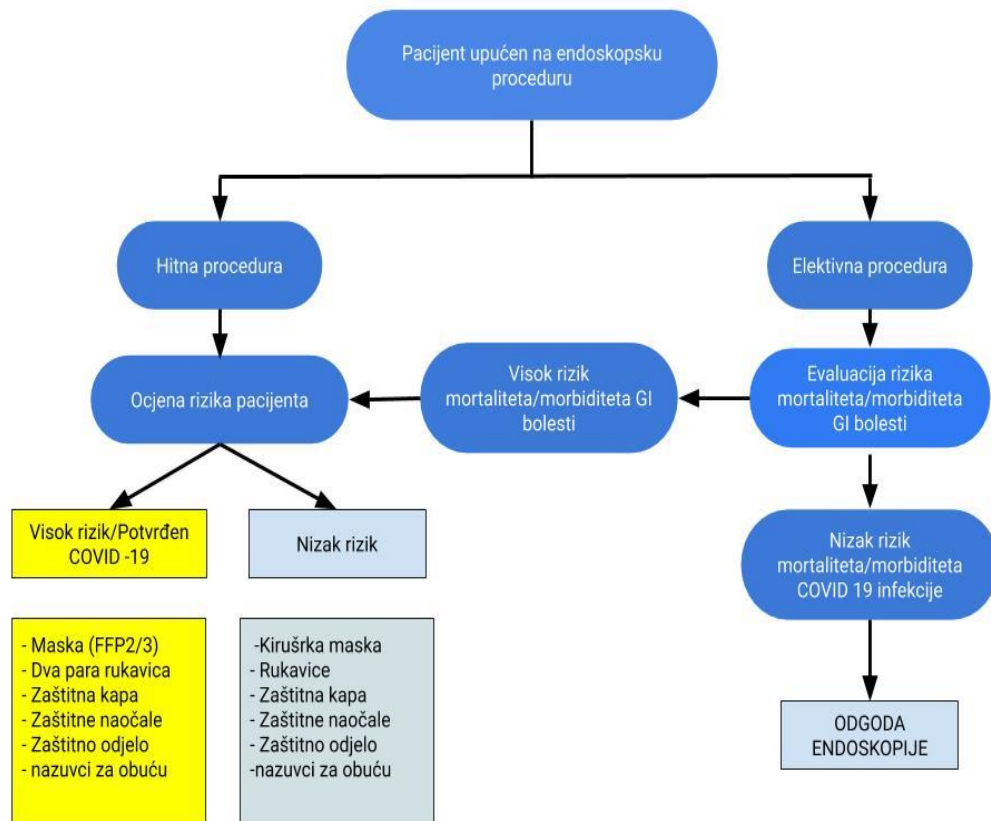 Pacijent upućen na endoskopsku
proceduru
Hitna procedura
Elektivna procedura
Ocjena rizika pacijenta
Visok rizik
mortaliteta/morbiditeta GI
bolesti
Evaluacija rizika
mortaliteta/morbiditeta
GI bolesti
Visok rizik/Potvrđen
COVID -19
Nizak rizik
Nizak rizik
mortaliteta/morbiditeta
COVID 19 infekcije
- Maska (FFP2/3)
- Dva para rukavica
- Zaštitna kapa
- Zaštitne naočale
- Zaštitno odjelo
- nazuvci za obuću
-Kirušrka maska
- Rukavice
- Zaštitna kapa
- Zaštitne naočale
- Zaštitno odjelo
-nazuvci za obuću
ODGODA
ENDOSKOPIJE